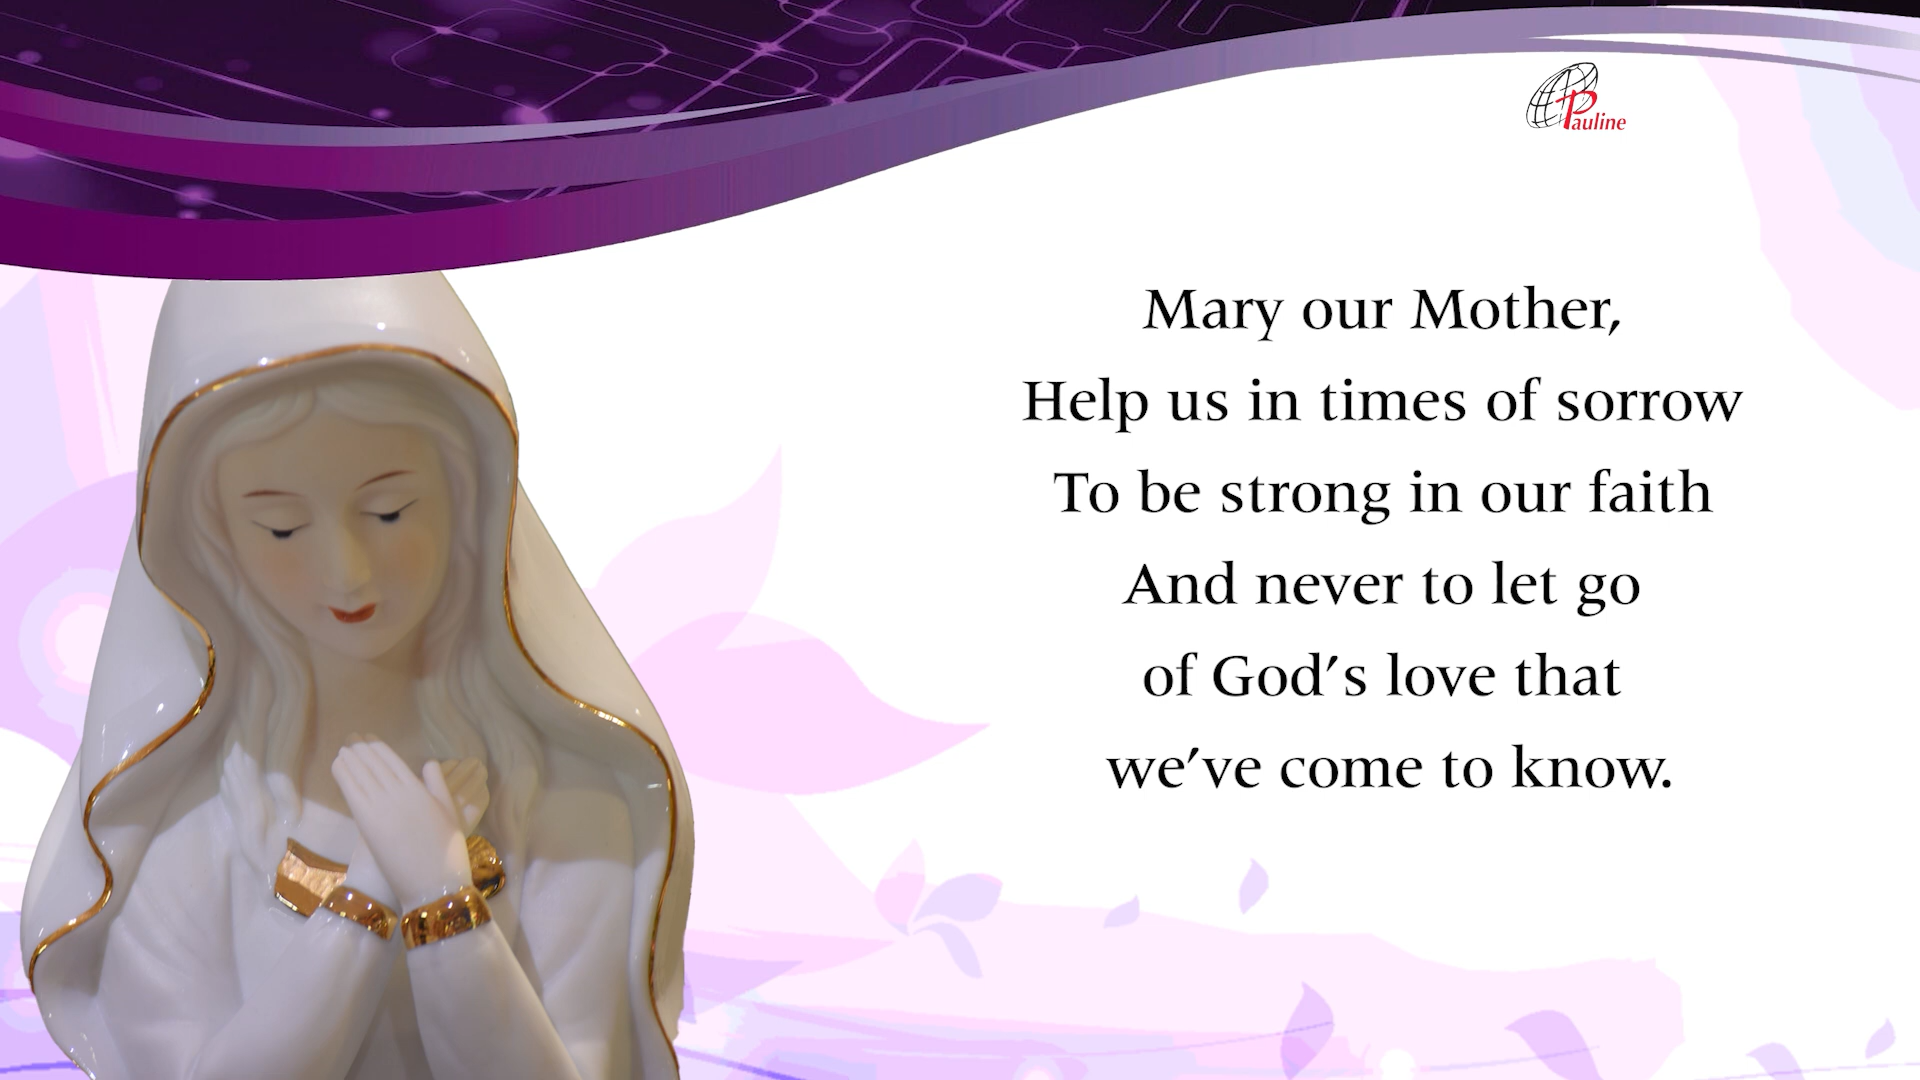 Pauline
Mary our Mother,
Help us in times of sorrow
To be strong in our faith
And never to let go
of God’s love that
we’ve come to know.